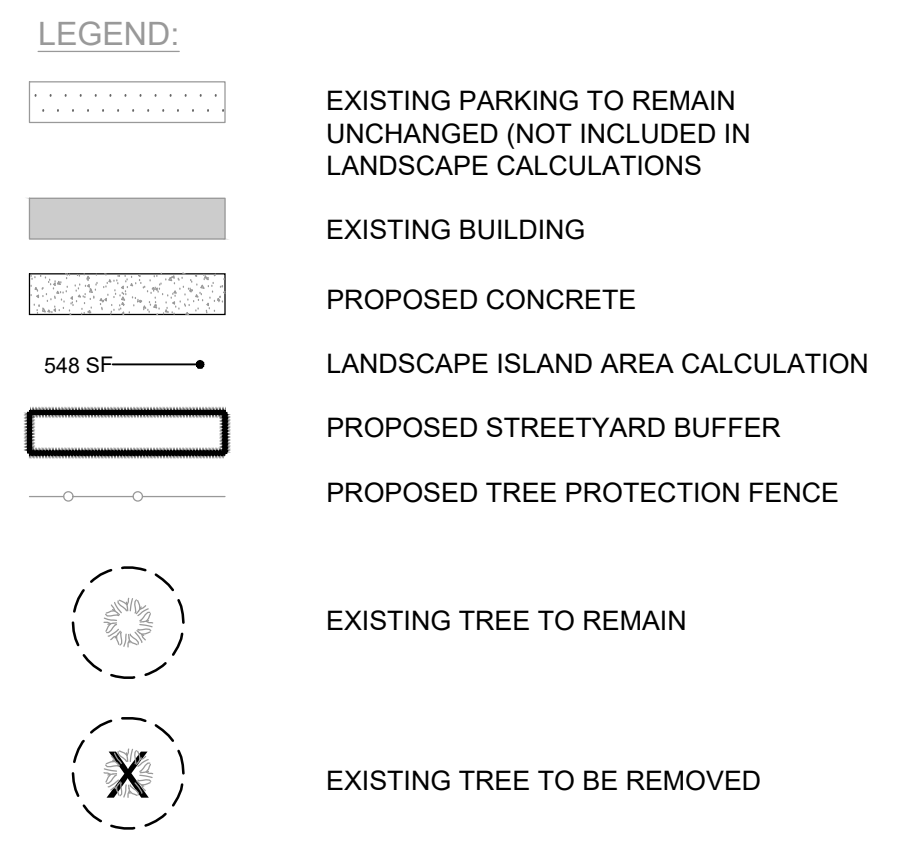 LEGEND:
EXISTING PARKING TO REMAIN
UNCHANGED (NOT INCLUDED IN
LANDSCAPE CALCULATIONS
EXISTING BUILDING
PROPOSED CONCRETE
548 SF LANDSCAPE ISLAND AREA CALCULATION
PROPOSED STREETYARD BUFFER
PROPOSED TREE PROTECTION FENCE
EXISTING TREE TO REMAIN
X
EXISTING TREE TO BE REMOVED